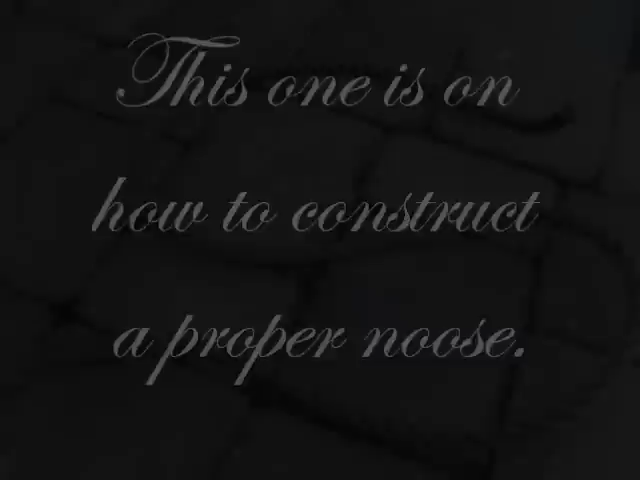 This one is on
how to construct
a proper noose.